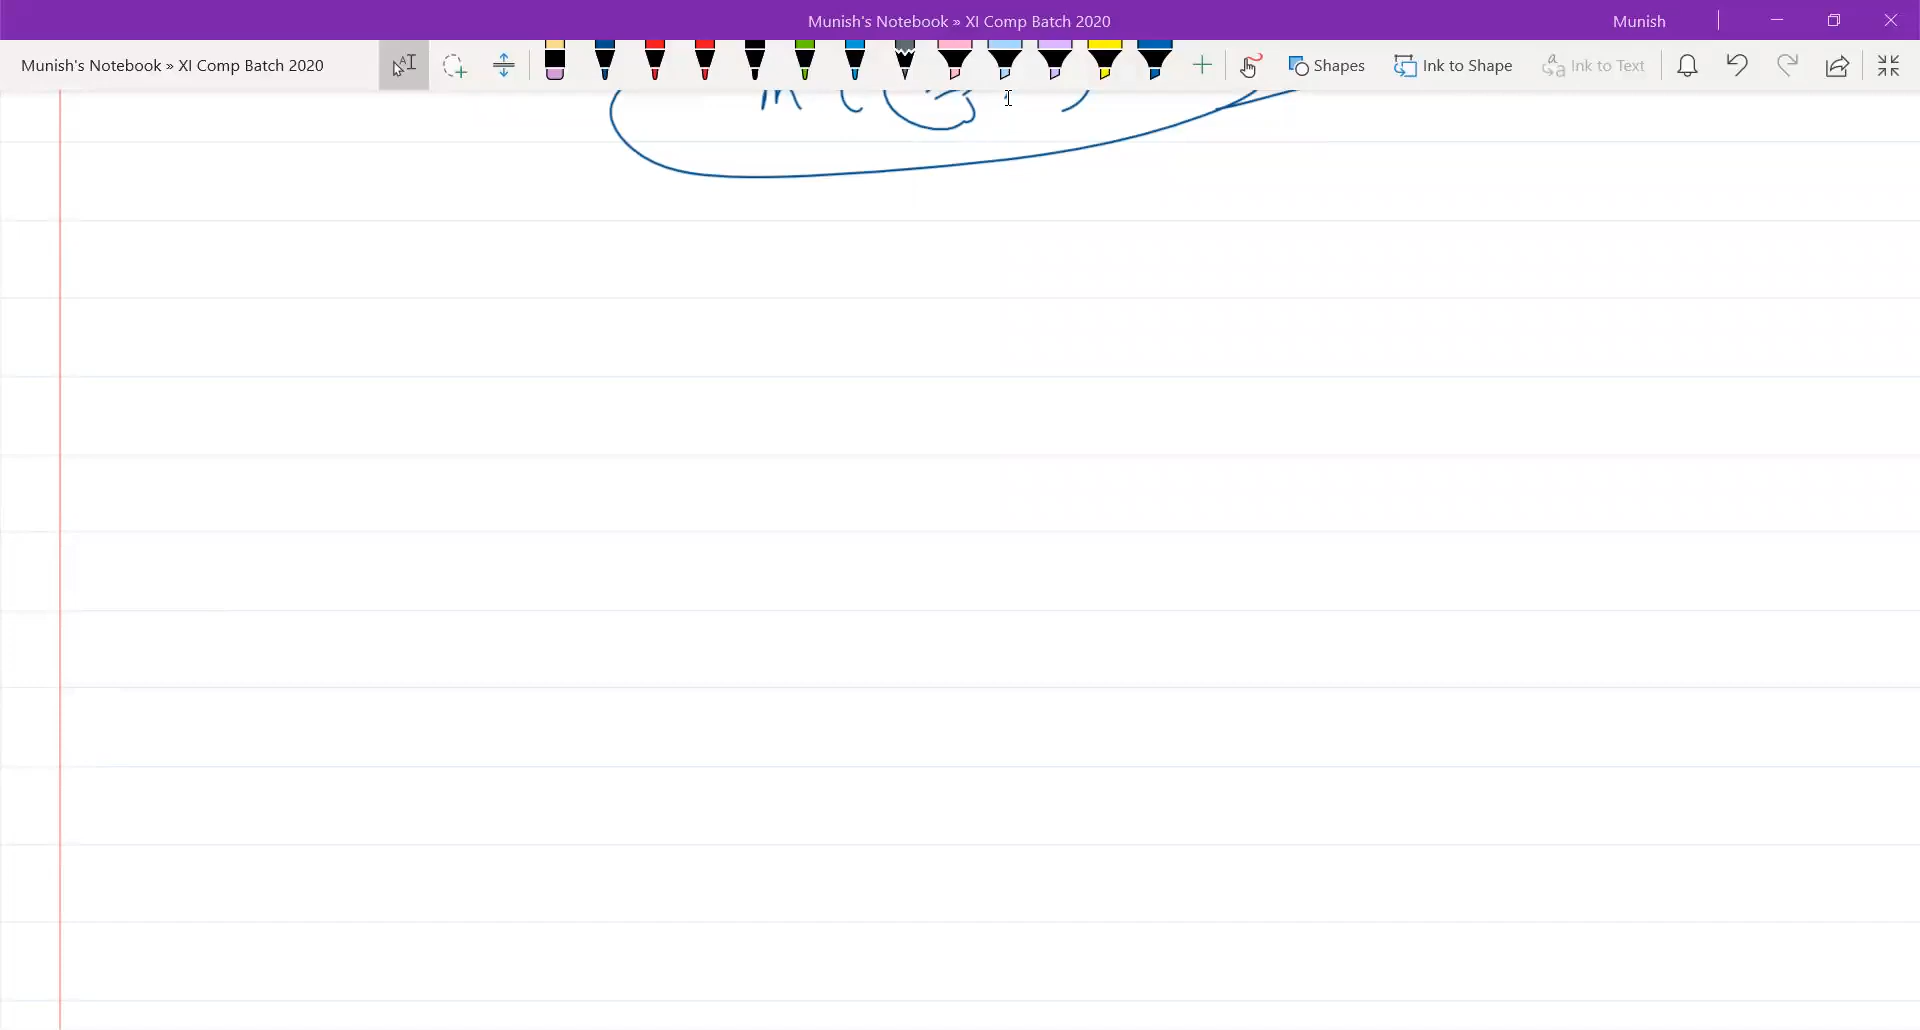 Munish's Notebook » XI Comp Batch 2020
Munish
Munish's Notebook » XI Comp Batch 2020
Shapes
Ink to Shape
Ink to Text